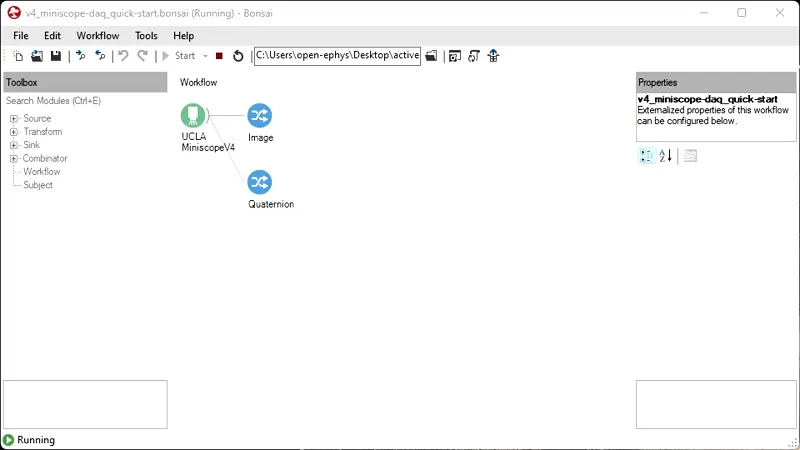 v4_miniscope-daq_quick-start.bonsai (Running) - Bonsai
File Edit Workflow Tools Help
Start
C:\Users\open-ephys\Desktop\active
Toolbox
Workflow
Properties
Search Modules (Ctrl+E)
Source
Transform
Sink
Combinator
Workflow
Subject
UCLA
MiniscopeV4
Image
Quaternion
v4_miniscope-daq_quick-start
Externalized properties of this workflow
can be configured below.
Running